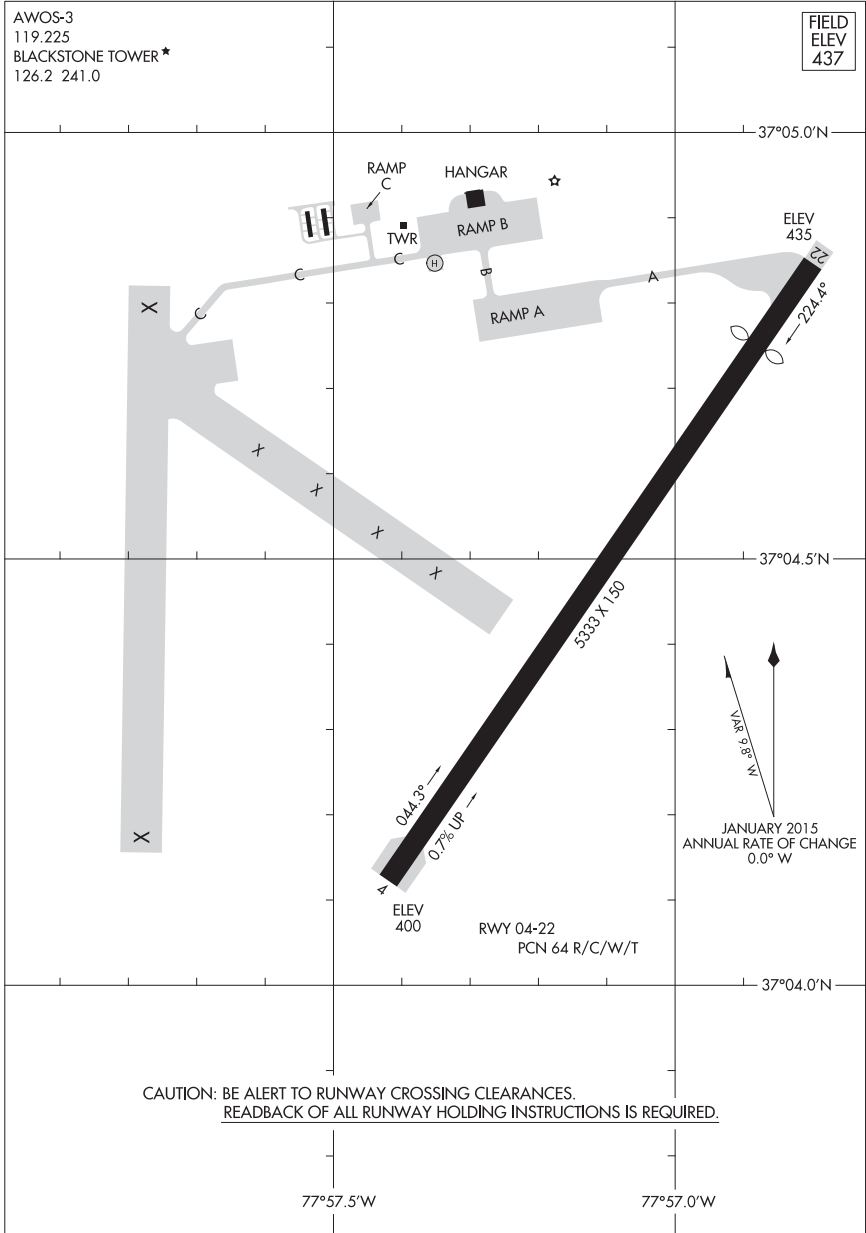 AWOS-3
119.225
BLACKSTONE TOWER
126.2 241.0
FIELD
ELEV
437
37°05.0'N
RAMP
C
HANGAR
TWR
RAMP B
ELEV
435
22
C
C
H
B
A
C
X
RAMP A
224.4°
X
X
X
X
37°04.5'N
5333 X 150
VAR 9.8° W
044.3°
0.7% UP
X
JANUARY 2015
ANNUAL RATE OF CHANGE
0.0° W
4
ELEV
400
RWY 04-22
PCN 64 R/C/W/T
37°04.0'N
CAUTION: BE ALERT TO RUNWAY CROSSING CLEARANCES.
READBACK OF ALL RUNWAY HOLDING INSTRUCTIONS IS REQUIRED.
77°57.5'W
77°57.0'W